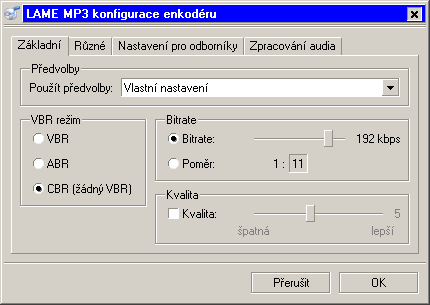 LAME MP3 konfigurace enkodéru
Základní Různé Nastavení pro odborníky Zpracování audia
Předvolby
Použít předvolby: Vlastní nastavení
VBR režim
VBR
ABR
CBR (žádný VBR)
Bitrate
Bitrate: 192 kbps
Poměr: 1 : 11
Kvalita
Kvalita: 5
špatná lepší
Přerušit OK